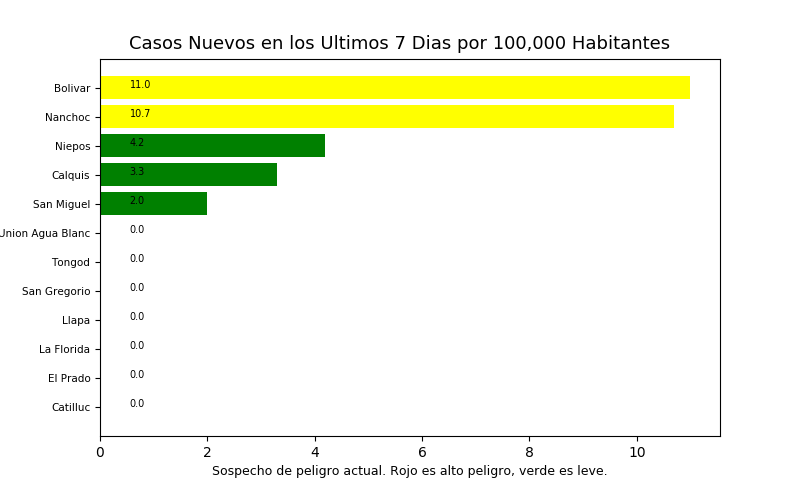 Casos Nuevos en los Ultimos 7 Dias por 100,000 Habitantes
Bolivar 11.0
Nanchoc 10.7
Niepos 4.2
Calquis 3.3
San Miguel 2.0
Union Agua Blanc 0.0
Tongod 0.0
San Gregorio 0.0
Llapa 0.0
La Florida 0.0
El Prado 0.0
Catilluc 0.0
0 2 4 6 8 10
Sospecho de peligro actual. Rojo es alto peligro, verde es leve.